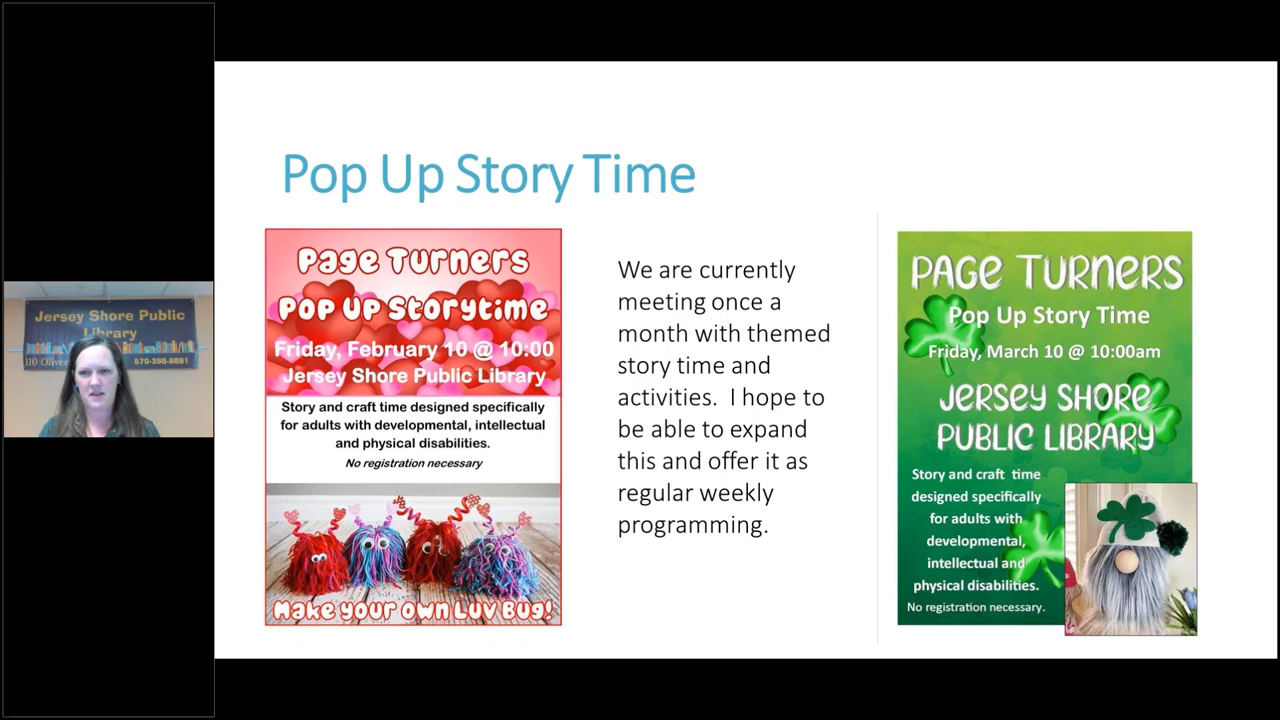 Jersey Shore Public
Library
110 Oliver
570-398-9891
Pop Up Story Time
Page Turners
Pop Up Storytime
Friday, February 10 @ 10:00
Jersey Shore Public Library
Story and craft time designed specifically
for adults with developmental, intellectual
and physical disabilities.
No registration necessary
Make your own Luv Bug!
We are currently
meeting once a
month with themed
story time and
activities.  I hope to
be able to expand
this and offer it as
regular weekly
programming.
PAGE TURNERS
Pop Up Story Time
Friday, March 10 @ 10:00am
JERSEY SHORE
PUBLIC LIBRARY
Story and craft time
designed specifically
for adults with
developmental,
intellectual and
physical disabilities.
No registration necessary.